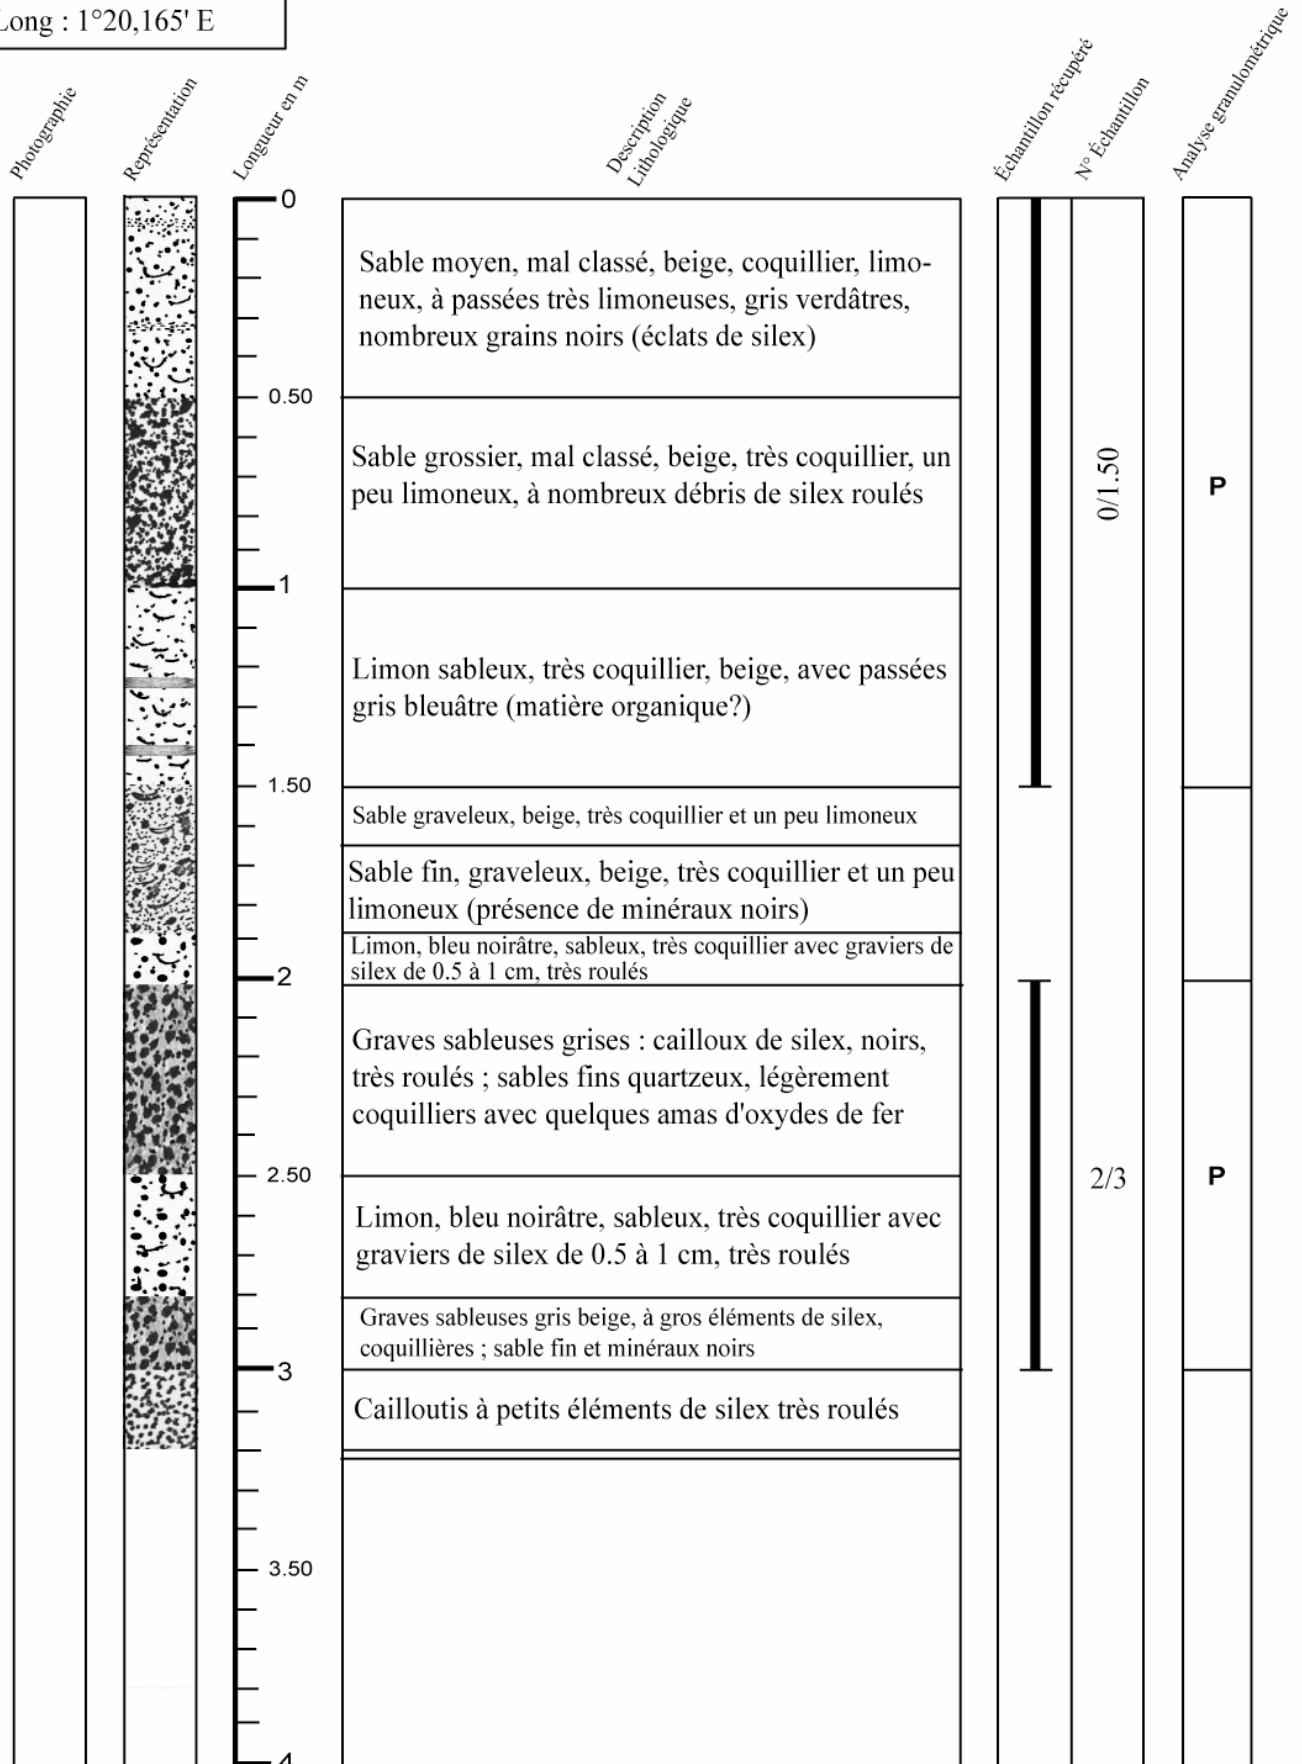 Long : 1°20,165' E
Photographie
Représentation
Longueur en m
Description
Lithologique
Échantillon récupéré
N° Échantillon
Analyse granulométrique
0
Sable moyen, mal classé, beige, coquillier, limo-
neux, à passées très limoneuses, gris verdâtres,
nombreux grains noirs (éclats de silex)
0.50
Sable grossier, mal classé, beige, très coquillier, un
peu limoneux, à nombreux débris de silex roulés
0/1.50
P
1
Limon sableux, très coquillier, beige, avec passées
gris bleuâtre (matière organique?)
1.50
Sable graveleux, beige, très coquillier et un peu limoneux
Sable fin, graveleux, beige, très coquillier et un peu
limoneux (présence de minéraux noirs)
Limon, bleu noirâtre, sableux, très coquillier avec graviers de
silex de 0.5 à 1 cm, très roulés
2
Graves sableuses grises : cailloux de silex, noirs,
très roulés ; sables fins quartzeux, légèrement
coquilliers avec quelques amas d'oxydes de fer
2.50
2/3
P
Limon, bleu noirâtre, sableux, très coquillier avec
graviers de silex de 0.5 à 1 cm, très roulés
Graves sableuses gris beige, à gros éléments de silex,
coquillières ; sable fin et minéraux noirs
3
Cailloutis à petits éléments de silex très roulés
3.50
4